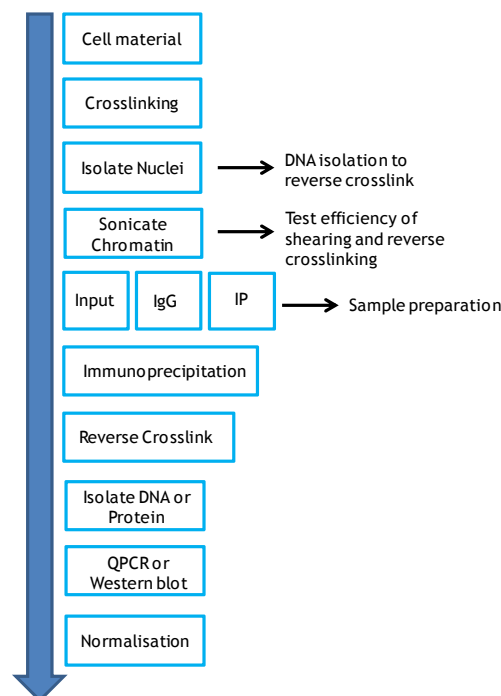 Cell material
Crosslinking
Isolate Nuclei
DNA isolation to
reverse crosslink
Sonicate
Chromatin
Test efficiency of
shearing and reverse
crosslinking
Input
IgG
IP
Sample preparation
Immunoprecipitation
Reverse Crosslink
Isolate DNA or
Protein
QPCR or
Western blot
Normalisation